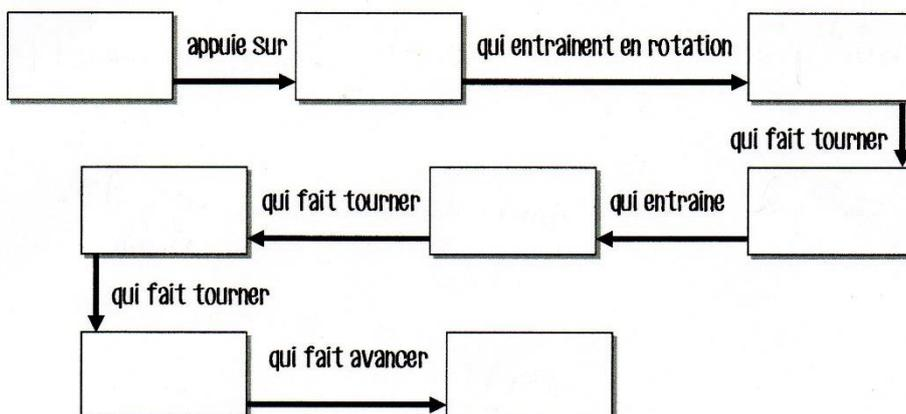 appuie sur
qui entrainent en rotation
qui fait tourner
qui entraine
qui fait tourner
qui fait tourner
qui fait avancer